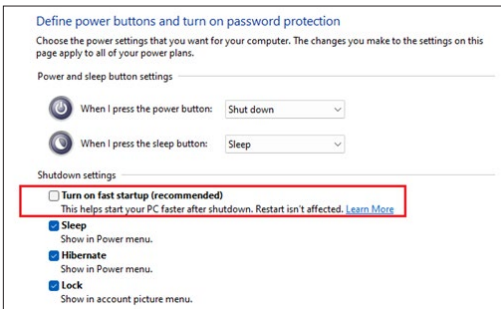 Define power buttons and turn on password protection
Choose the power settings that you want for your computer. The changes you make to the settings on this
page apply to all of your power plans.
Power and sleep button settings
When I press the power button: Shut down
When I press the sleep button: Sleep
Shutdown settings
Turn on fast startup (recommended)
This helps start your PC faster after shutdown. Restart isn't affected. Learn More
Sleep
Show in Power menu.
Hibernate
Show in Power menu.
Lock
Show in account picture menu.